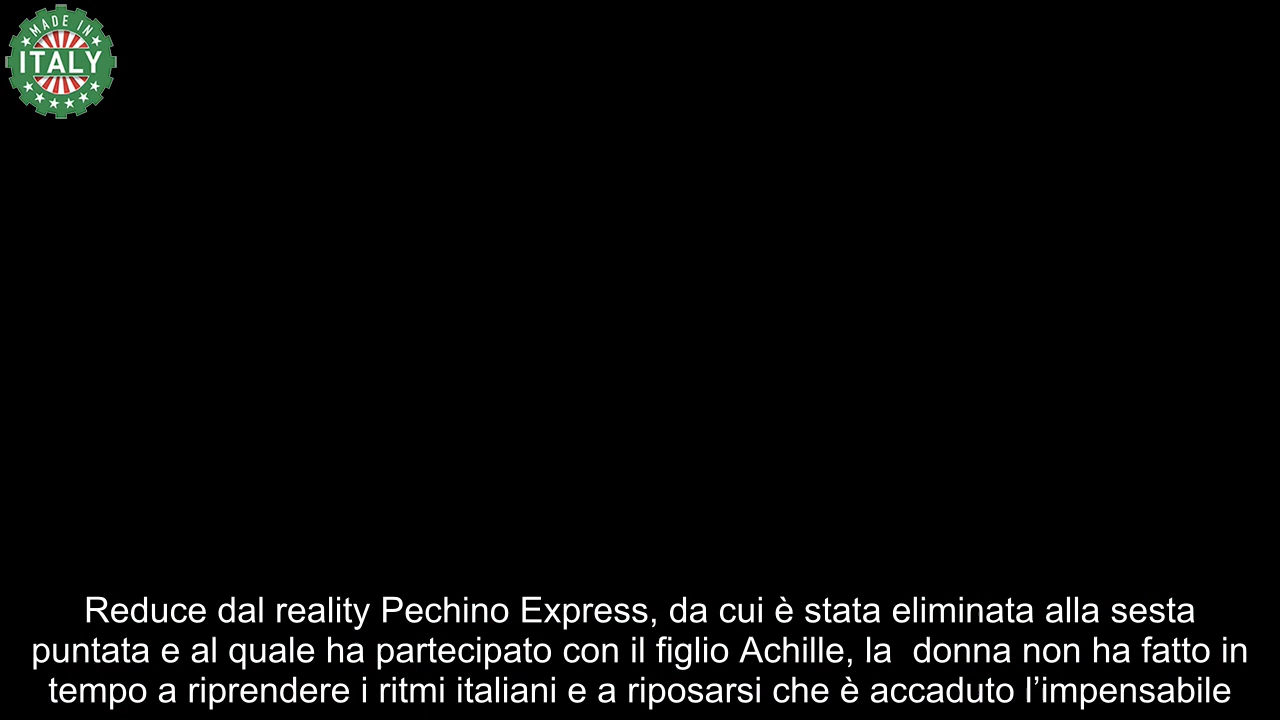 MADE IN
ITALY
Reduce dal reality Pechino Express, da cui è stata eliminata alla sesta
puntata e al quale ha partecipato con il figlio Achille, la  donna non ha fatto in
tempo a riprendere i ritmi italiani e a riposarsi che è accaduto l’impensabile